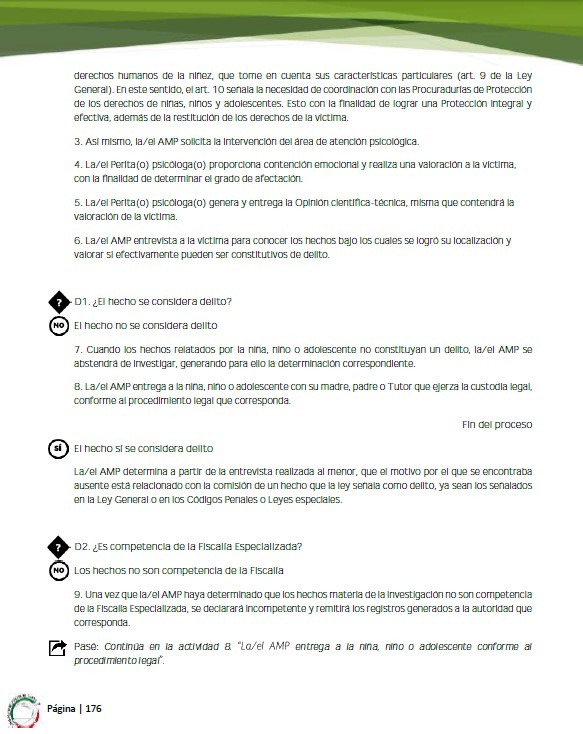 derechos humanos de la niñez, que tome en cuenta sus características particulares (art. 9 de la Ley
General). En este sentido, el art. 10 señala la necesidad de coordinación con las Procuradurías de Protección
de los derechos de niñas, niños y adolescentes. Esto con la finalidad de lograr una Protección integral y
efectiva, además de la restitución de los derechos de la víctima.
3. Así mismo, la/el AMP solicita la intervención del área de atención psicológica.
4. La/el Perita(o) psicóloga(o) proporciona contención emocional y realiza una valoración a la víctima,
con la finalidad de determinar el grado de afectación.
5. La/el Perita(o) psicóloga(o) genera y entrega la Opinión científica-técnica, misma que contendrá la
valoración de la víctima.
6. La/el AMP entrevista a la víctima para conocer los hechos bajo los cuales se logró su localización y
valorar si efectivamente pueden ser constitutivos de delito.
? D1. ¿El hecho se considera delito?
NO El hecho no se considera delito
7. Cuando los hechos relatados por la niña, niño o adolescente no constituyan un delito, la/el AMP se
abstendrá de investigar, generando para ello la determinación correspondiente.
8. La/el AMP entrega a la niña, niño o adolescente con su madre, padre o Tutor que ejerza la custodia legal,
conforme al procedimiento legal que corresponda.
Fin del proceso
SÍ El hecho sí se considera delito
La/el AMP determina a partir de la entrevista realizada al menor, que el motivo por el que se encontraba
ausente está relacionado con la comisión de un hecho que la ley señala como delito, ya sean los señalados
en la Ley General o en los Códigos Penales o Leyes especiales.
? D2. ¿Es competencia de la Fiscalía Especializada?
NO Los hechos no son competencia de la Fiscalía
9. Una vez que la/el AMP haya determinado que los hechos materia de la investigación no son competencia
de la Fiscalía Especializada, se declarará incompetente y remitirá los registros generados a la autoridad que
corresponda.
Pasé: Continúa en la actividad 8. "La/el AMP entrega a la niña, niño o adolescente conforme al
procedimiento legal".
Página | 176